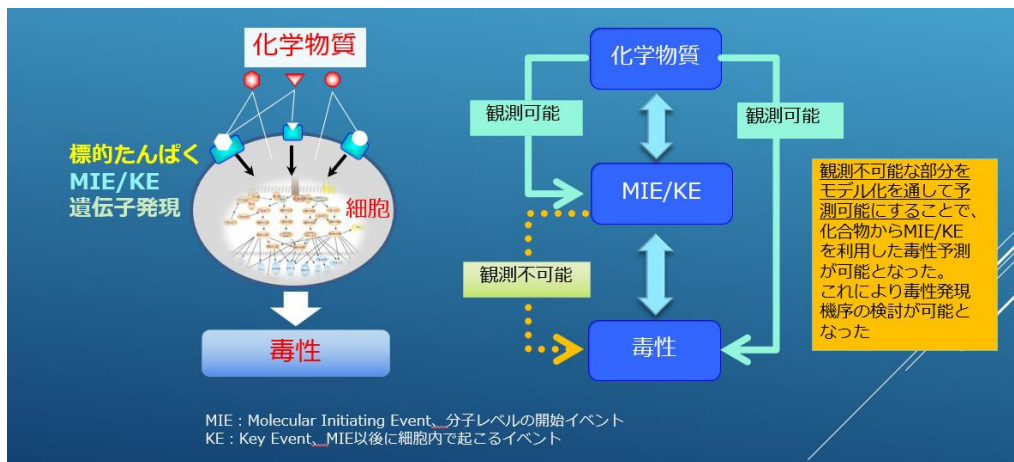 化学物質
標的たんぱく
MIE/KE
遺伝子発現
細胞
毒性
化学物質
観測可能
観測可能
MIE/KE
観測不可能
毒性
観測不可能な部分を
モデル化を通して予
測可能にすることで、
化合物からMIE/KE
を利用した毒性予測
が可能となった。
これにより毒性発現
機序の検討が可能と
なった
MIE：Molecular Initiating Event、分子レベルの開始イベント
KE：Key Event、MIE以後に細胞内で起こるイベント